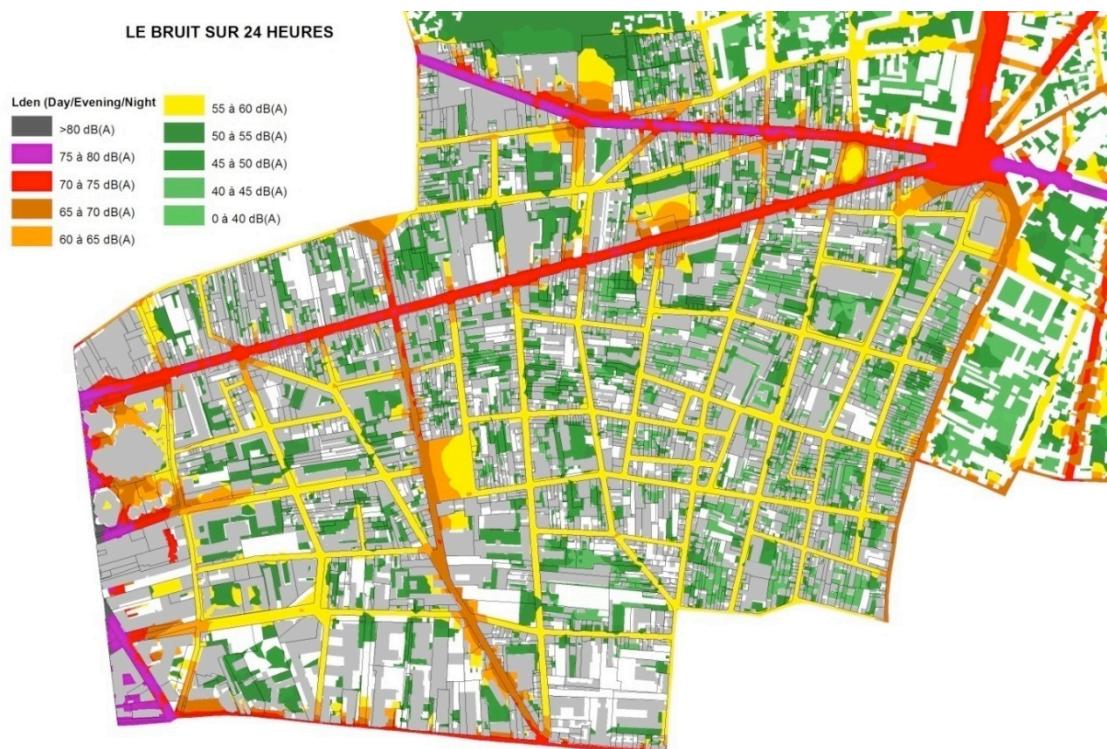 LE BRUIT SUR 24 HEURES
Lden (Day/Evening/Night
>80 dB(A)
75 à 80 dB(A)
70 à 75 dB(A)
65 à 70 dB(A)
60 à 65 dB(A)
55 à 60 dB(A)
50 à 55 dB(A)
45 à 50 dB(A)
40 à 45 dB(A)
0 à 40 dB(A)